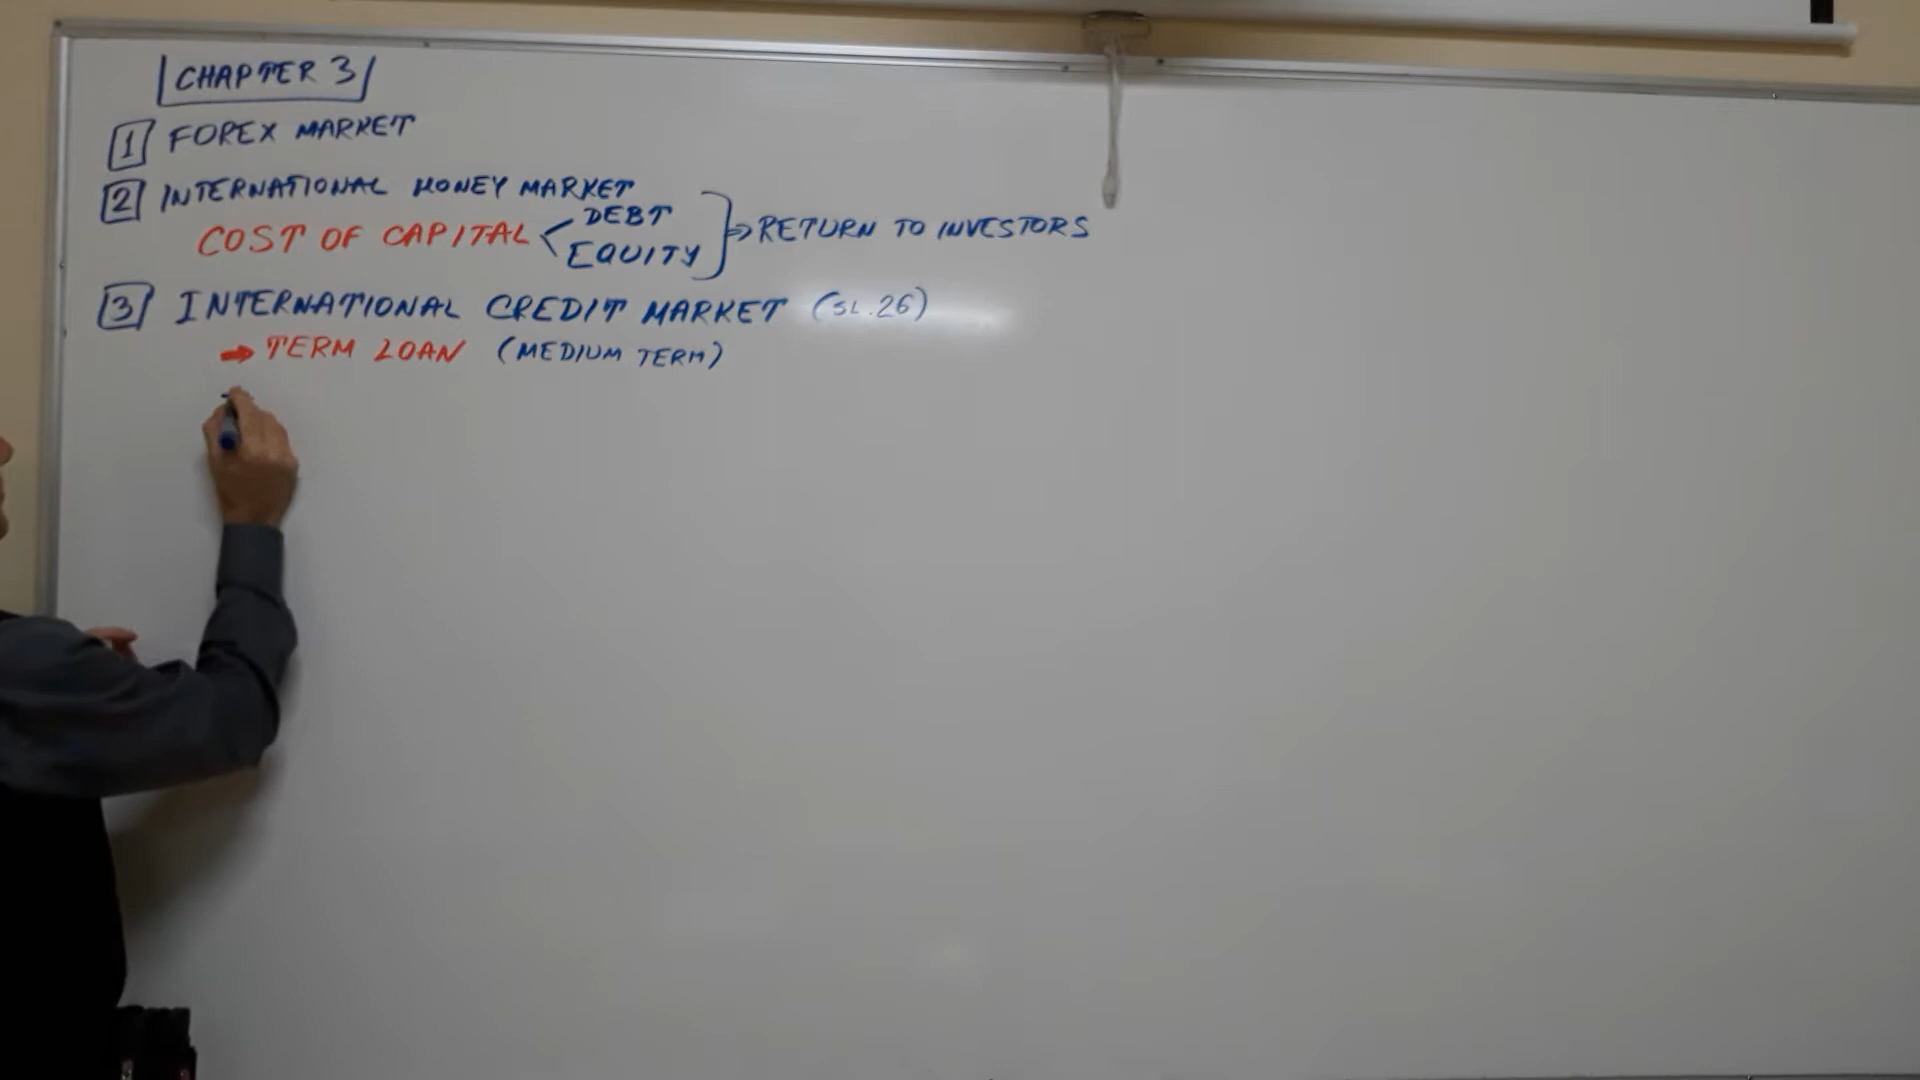 CHAPTER 3
1 FOREX MARKET
2 INTERNATIONAL MONEY MARKET
COST OF CAPITAL < DEBT
EQUITY } => RETURN TO INVESTORS
3 INTERNATIONAL CREDIT MARKET (SL.26)
➡ TERM LOAN (MEDIUM TERM)